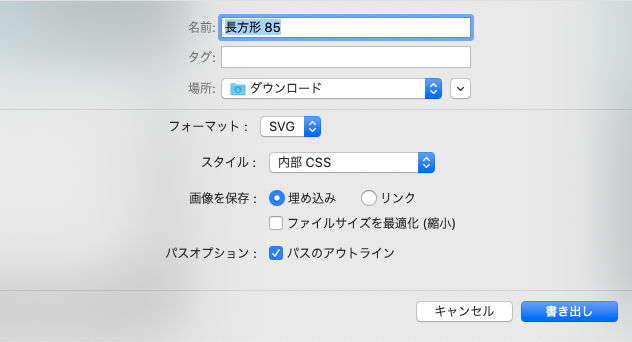 名前: 長方形 85
タグ:
場所: ダウンロード
フォーマット： SVG
スタイル： 内部 CSS
画像を保存： 埋め込み リンク
ファイルサイズを最適化 (縮小)
パスオプション： パスのアウトライン
キャンセル 書き出し